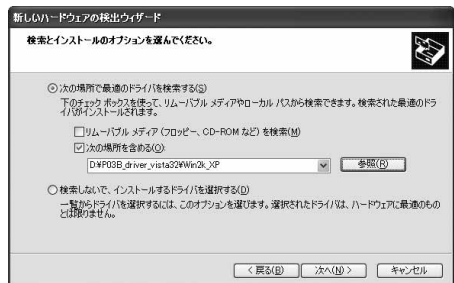 新しいハードウェアの検出ウィザード
検索とインストールのオプションを選んでください。
次の場所で最適のドライバを検索する(S)
下のチェック ボックスを使って、リムーバブル メディアやローカル パスから検索できます。検索された最適のドラ
イバがインストールされます。
リムーバブル メディア (フロッピー、CD-ROM など) を検索(M)
次の場所を含める(O):
D:¥P03B_driver_vista32¥Win2k_XP
参照(R)
検索しないで、インストールするドライバを選択する(D)
一覧からドライバを選択するには、このオプションを選びます。選択されたドライバは、ハードウェアに最適のもの
とは限りません。
< 戻る(B) 次へ(N) > キャンセル